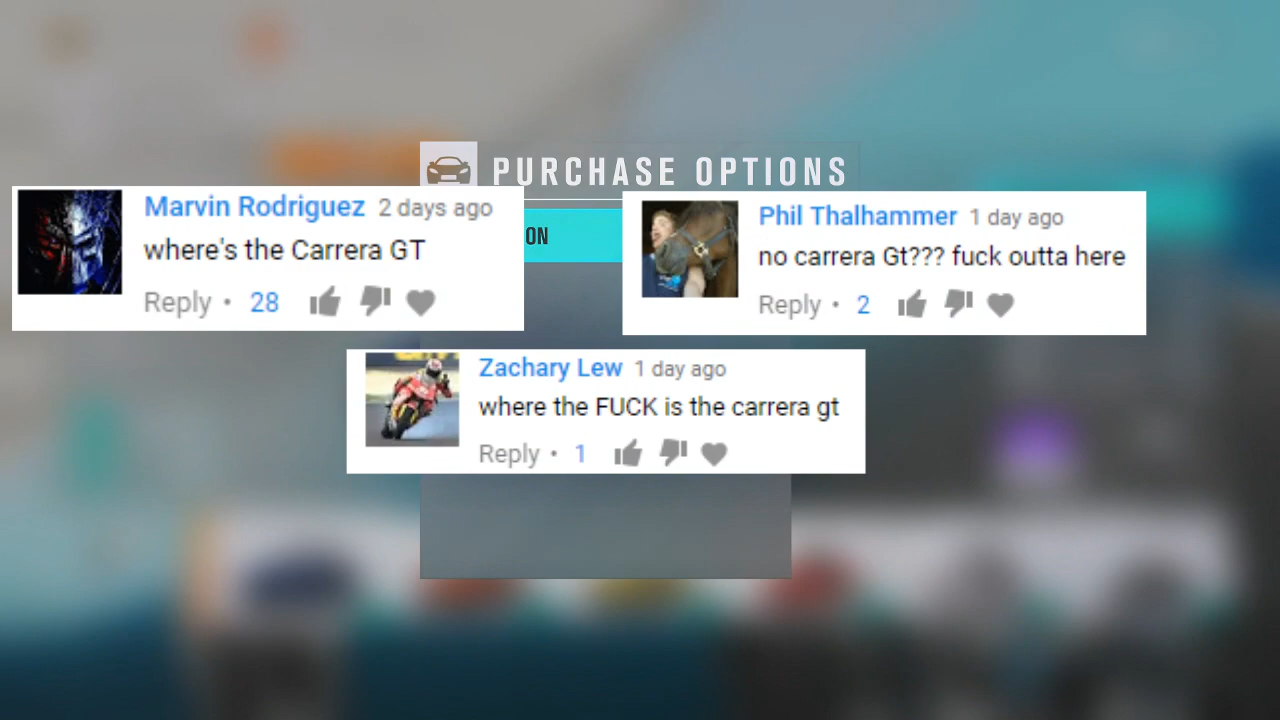 PURCHASE OPTIONS
ON
Marvin Rodriguez 2 days ago
where's the Carrera GT
Reply • 28
Phil Thalhammer 1 day ago
no carrera Gt??? fuck outta here
Reply • 2
Zachary Lew 1 day ago
where the FUCK is the carrera gt
Reply • 1